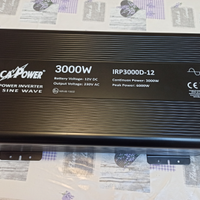 CAPOWER
POWER INVERTER
SINE WAVE
3000W
Battery Voltage: 12V DC
Output Voltage: 230V AC
IRP3000D-12
Continuous Power: 3000W
Peak Power: 6000W